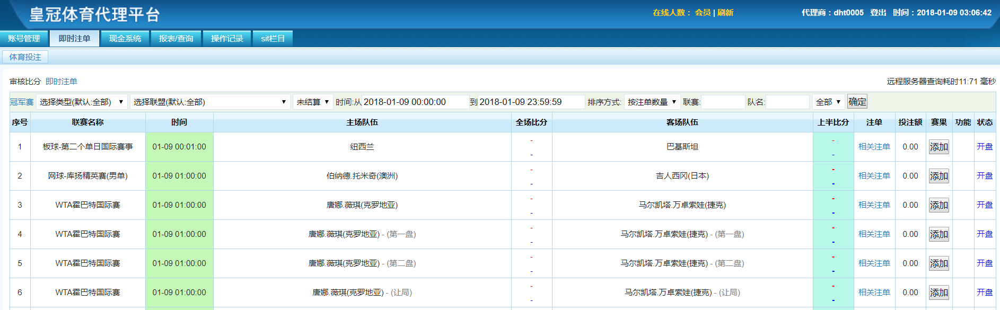 皇冠体育代理平台
在线人数： 会员 | 刷新
代理商：dht0005 登出 时间：2018-01-09 03:06:42
账号管理 即时注单 现金系统 报表/查询 操作记录 sit栏目
体育投注
审核比分 即时注单
远程服务器查询耗时11:71 毫秒
冠军赛 选择类型(默认:全部) 选择联盟(默认:全部) 未结算 时间:从 2018-01-09 00:00:00 到 2018-01-09 23:59:59 排序方式: 按注单数量 联赛: 队名: 全部 确定
序号 联赛名称 时间 主场队伍 全场比分 客场队伍 上半比分 注单 投注额 赛果 功能 状态
1 板球-第二个单日国际赛事 01-09 00:01:00 纽西兰 - - 巴基斯坦 - - 相关注单 0.00 添加 开盘
2 网球-库扬精英赛(男单) 01-09 01:00:00 伯纳德.托米奇(澳洲) - - 吉人西冈(日本) - - 相关注单 0.00 添加 开盘
3 WTA霍巴特国际赛 01-09 01:00:00 唐娜.薇琪(克罗地亚) - - 马尔凯塔.万卓索娃(捷克) - - 相关注单 0.00 添加 开盘
4 WTA霍巴特国际赛 01-09 01:00:00 唐娜.薇琪(克罗地亚) - (第一盘) - - 马尔凯塔.万卓索娃(捷克) - (第一盘) - - 相关注单 0.00 添加 开盘
5 WTA霍巴特国际赛 01-09 01:00:00 唐娜.薇琪(克罗地亚) - (第二盘) - - 马尔凯塔.万卓索娃(捷克) - (第二盘) - - 相关注单 0.00 添加 开盘
6 WTA霍巴特国际赛 01-09 01:00:00 唐娜.薇琪(克罗地亚) - (让局) - - 马尔凯塔.万卓索娃(捷克) - (让局) - - 相关注单 0.00 添加 开盘